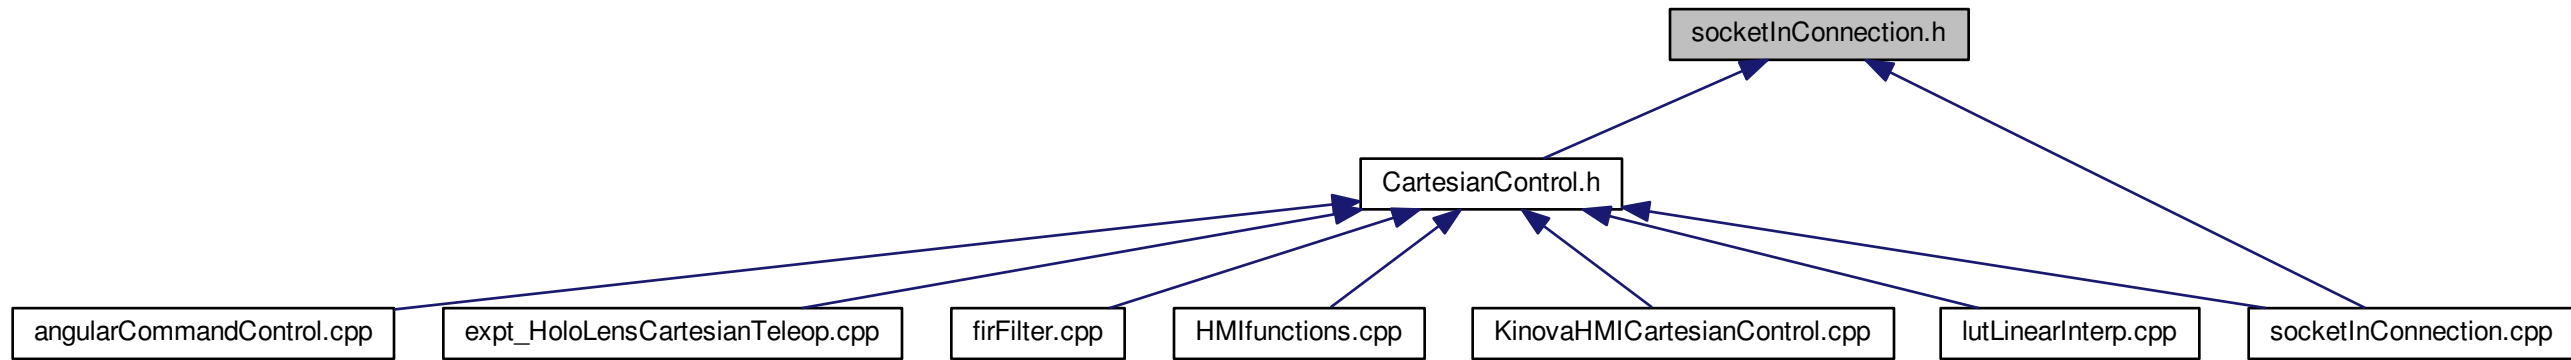 socketInConnection.h
CartesianControl.h
angularCommandControl.cpp
expt_HoloLensCartesianTeleop.cpp
firFilter.cpp
HMIfunctions.cpp
KinovaHMICartesianControl.cpp
lutLinearInterp.cpp
socketInConnection.cpp